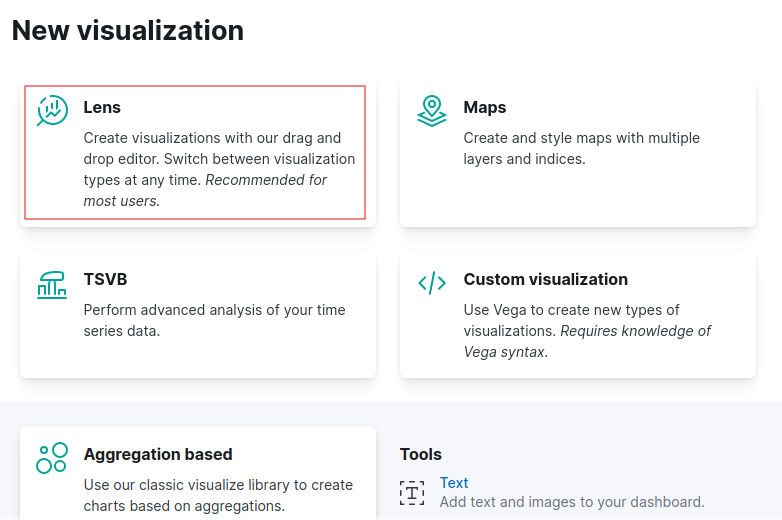 New visualization
Lens
Create visualizations with our drag and
drop editor. Switch between visualization
types at any time. Recommended for
most users.
Maps
Create and style maps with multiple
layers and indices.
TSVB
Perform advanced analysis of your time
series data.
Custom visualization
Use Vega to create new types of
visualizations. Requires knowledge of
Vega syntax.
Aggregation based
Use our classic visualize library to create
charts based on aggregations.
Tools
Text
Add text and images to your dashboard.